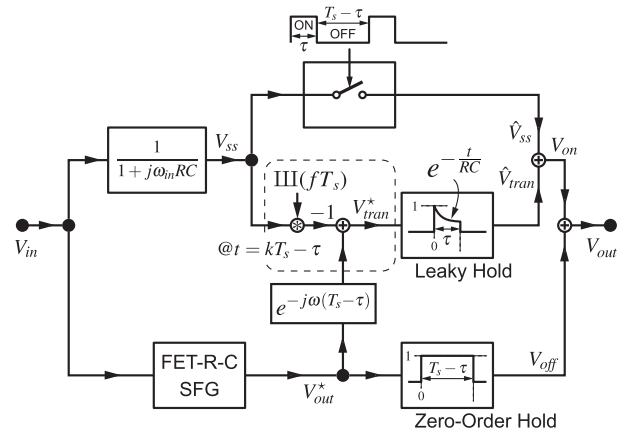 ON
T_s − τ
OFF
τ
1
1 + jω_in RC
V_ss
V̂_ss
V_on
V̂_tran
Ш(fT_s)
e^{−t/RC}
−1
V*_tran
1
0
τ
Leaky Hold
@t = kT_s − τ
V_in
V_out
e^{−jω(T_s−τ)}
FET-R-C
SFG
V*_out
1
T_s − τ
0
V_off
Zero-Order Hold